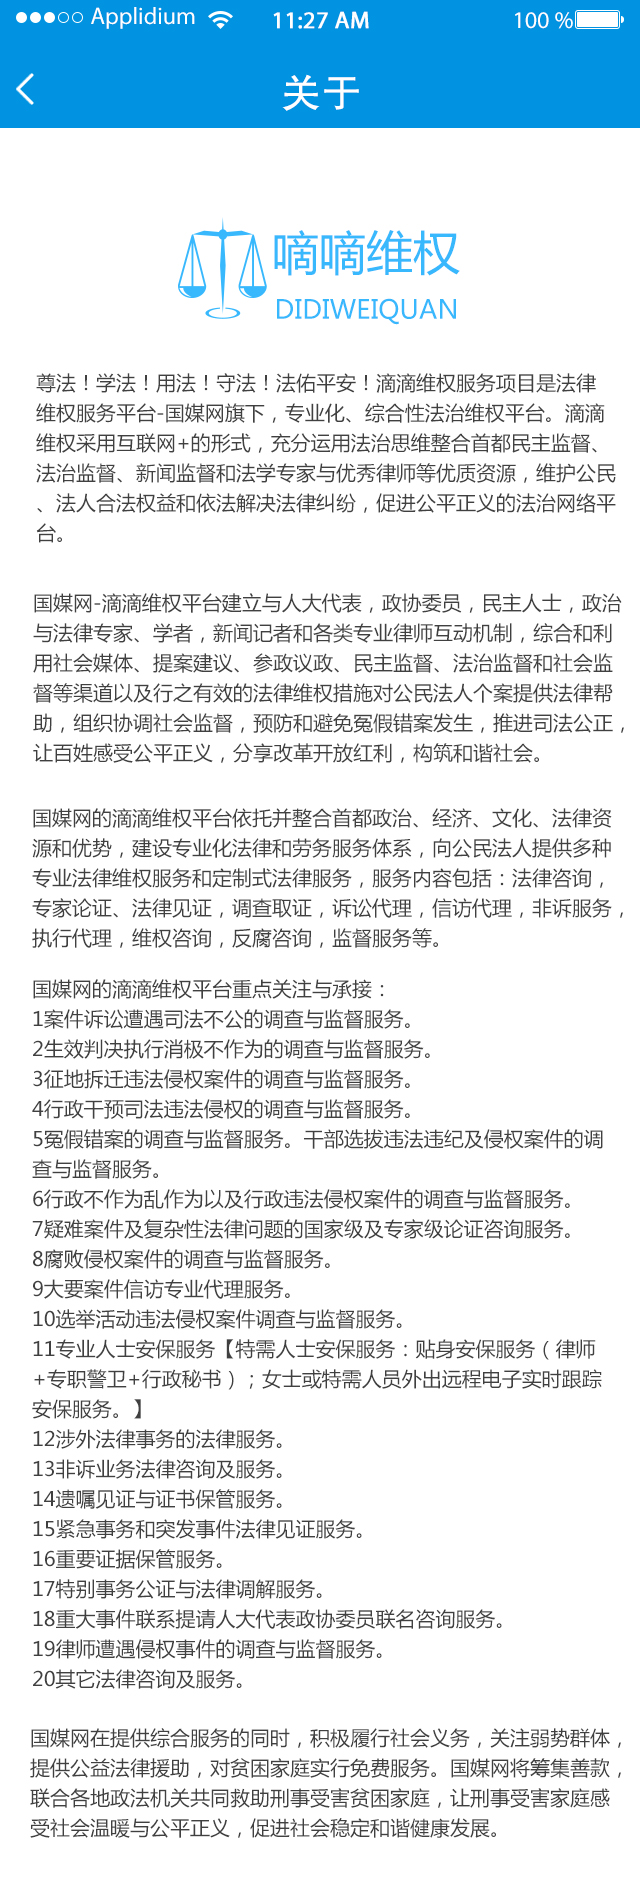 Applidium 11:27 AM 100 %
关于
嘀嘀维权
DIDIWEIQUAN
尊法！学法！用法！守法！法佑平安！滴滴维权服务项目是法律
维权服务平台-国媒网旗下，专业化、综合性法治维权平台。滴滴
维权采用互联网+的形式，充分运用法治思维整合首都民主监督、
法治监督、新闻监督和法学专家与优秀律师等优质资源，维护公民
、法人合法权益和依法解决法律纠纷，促进公平正义的法治网络平
台。
国媒网-滴滴维权平台建立与人大代表，政协委员，民主人士，政治
与法律专家、学者，新闻记者和各类专业律师互动机制，综合和利
用社会媒体、提案建议、参政议政、民主监督、法治监督和社会监
督等渠道以及行之有效的法律维权措施对公民法人个案提供法律帮
助，组织协调社会监督，预防和避免冤假错案发生，推进司法公正，
让百姓感受公平正义，分享改革开放红利，构筑和谐社会。
国媒网的滴滴维权平台依托并整合首都政治、经济、文化、法律资
源和优势，建设专业化法律和劳务服务体系，向公民法人提供多种
专业法律维权服务和定制式法律服务，服务内容包括：法律咨询，
专家论证、法律见证，调查取证，诉讼代理，信访代理，非诉服务，
执行代理，维权咨询，反腐咨询，监督服务等。
国媒网的滴滴维权平台重点关注与承接：
1案件诉讼遭遇司法不公的调查与监督服务。
2生效判决执行消极不作为的调查与监督服务。
3征地拆迁违法侵权案件的调查与监督服务。
4行政干预司法违法侵权的调查与监督服务。
5冤假错案的调查与监督服务。干部选拔违法违纪及侵权案件的调
查与监督服务。
6行政不作为乱作为以及行政违法侵权案件的调查与监督服务。
7疑难案件及复杂性法律问题的国家级及专家级论证咨询服务。
8腐败侵权案件的调查与监督服务。
9大要案件信访专业代理服务。
10选举活动违法侵权案件调查与监督服务。
11专业人士安保服务【特需人士安保服务：贴身安保服务（律师
+专职警卫+行政秘书）；女士或特需人员外出远程电子实时跟踪
安保服务。】
12涉外法律事务的法律服务。
13非诉业务法律咨询及服务。
14遗嘱见证与证书保管服务。
15紧急事务和突发事件法律见证服务。
16重要证据保管服务。
17特别事务公证与法律调解服务。
18重大事件联系提请人大代表政协委员联名咨询服务。
19律师遭遇侵权事件的调查与监督服务。
20其它法律咨询及服务。
国媒网在提供综合服务的同时，积极履行社会义务，关注弱势群体，
提供公益法律援助，对贫困家庭实行免费服务。国媒网将筹集善款，
联合各地政法机关共同救助刑事受害贫困家庭，让刑事受害家庭感
受社会温暖与公平正义，促进社会稳定和谐健康发展。